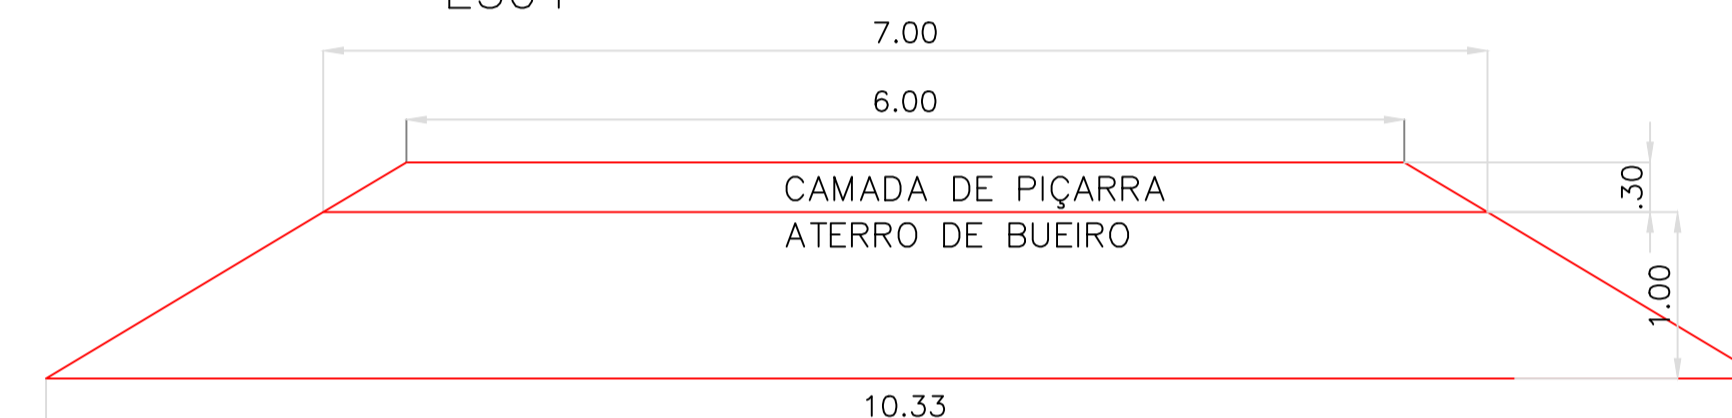 7.00
6.00
CAMADA DE PIÇARRA
.30
ATERRO DE BUEIRO
1.00
10.33